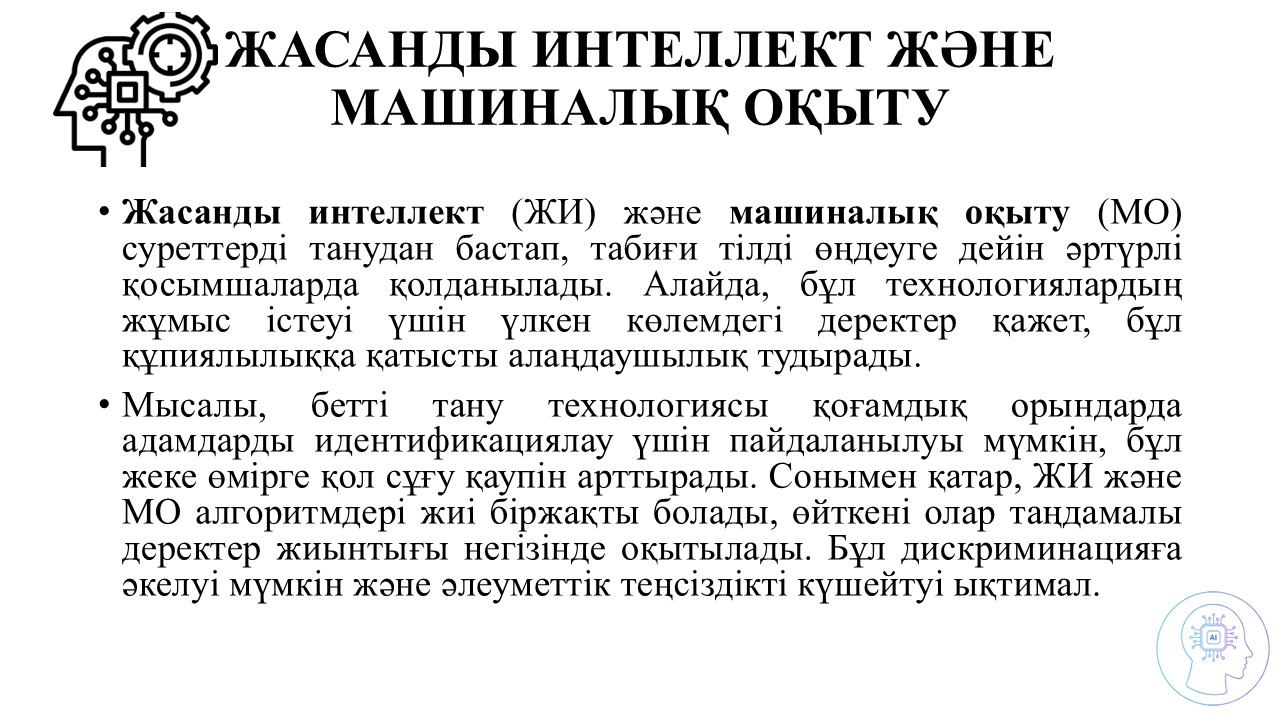 ЖАСАНДЫ ИНТЕЛЛЕКТ ЖӘНЕ
МАШИНАЛЫҚ ОҚЫТУ
• Жасанды интеллект (ЖИ) және машиналық оқыту (МО)
суреттерді танудан бастап, табиғи тілді өңдеуге дейін әртүрлі
қосымшаларда қолданылады. Алайда, бұл технологиялардың
жұмыс істеуі үшін үлкен көлемдегі деректер қажет, бұл
құпиялылыққа қатысты алаңдаушылық тудырады.
• Мысалы, бетті тану технологиясы қоғамдық орындарда
адамдарды идентификациялау үшін пайдаланылуы мүмкін, бұл
жеке өмірге қол сұғу қаупін арттырады. Сонымен қатар, ЖИ және
МО алгоритмдері жиі біржақты болады, өйткені олар таңдамалы
деректер жиынтығы негізінде оқытылады. Бұл дискриминацияға
әкелуі мүмкін және әлеуметтік теңсіздікті күшейтуі ықтимал.
AI